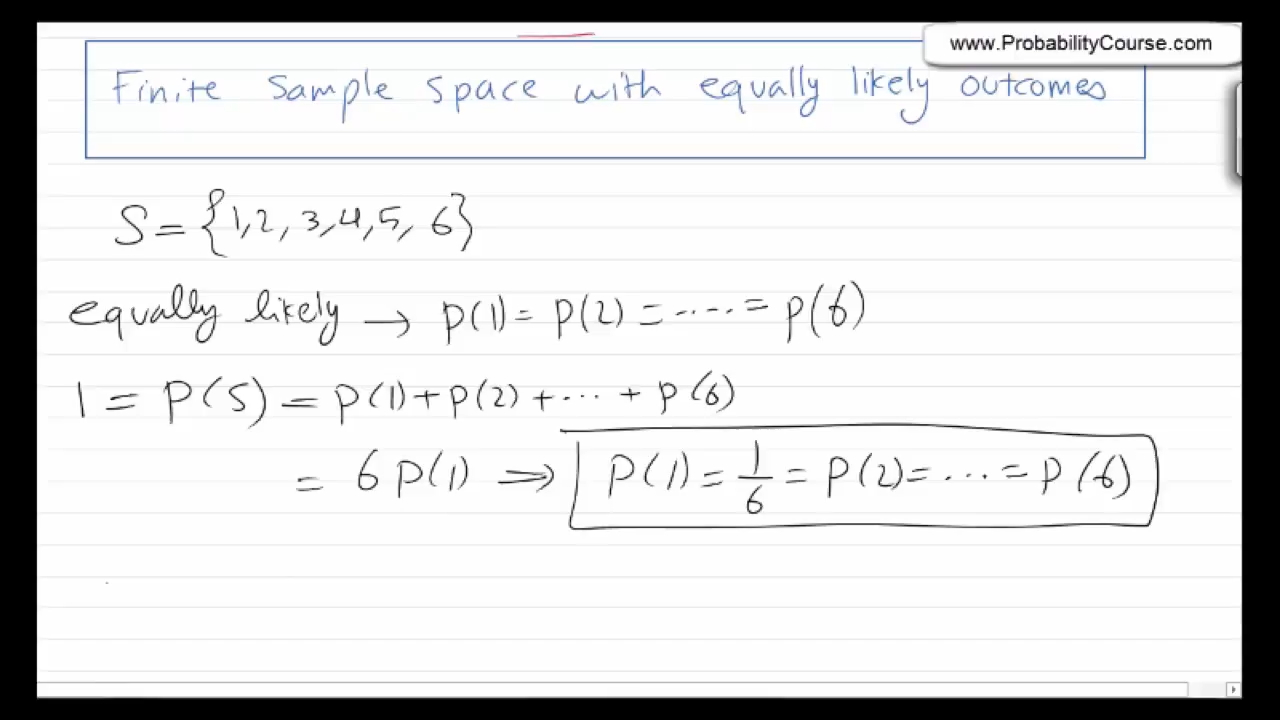 www.ProbabilityCourse.com
Finite Sample space with equally likely outcomes
S = {1,2,3,4,5,6}
equally likely → P(1) = P(2) = ..... = P(6)
1 = P(S) = P(1) + P(2) + ... + P(6)
= 6 P(1) ⇒ P(1) = 1/6 = P(2) = ... = P(6)